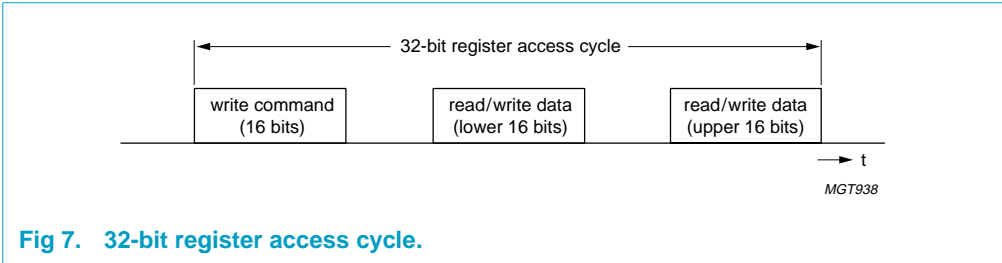 32-bit register access cycle
write command
(16 bits)
read/write data
(lower 16 bits)
read/write data
(upper 16 bits)
t
MGT938
Fig 7. 32-bit register access cycle.